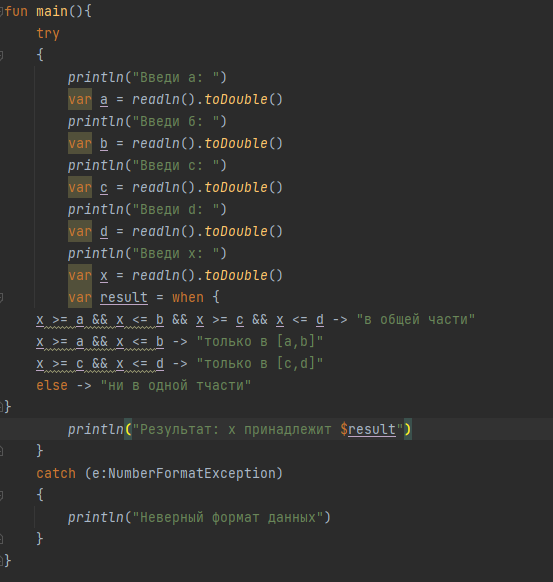 fun main(){
try
{
println("Введи а: ")
var a = readln().toDouble()
println("Введи б: ")
var b = readln().toDouble()
println("Введи с: ")
var c = readln().toDouble()
println("Введи d: ")
var d = readln().toDouble()
println("Введи х: ")
var x = readln().toDouble()
var result = when {
x >= a && x <= b && x >= c && x <= d -> "в общей части"
x >= a && x <= b -> "только в [a,b]"
x >= c && x <= d -> "только в [c,d]"
else -> "ни в одной тчасти"
}
println("Результат: х принадлежит $result")
}
catch (e:NumberFormatException)
{
println("Неверный формат данных")
}
}